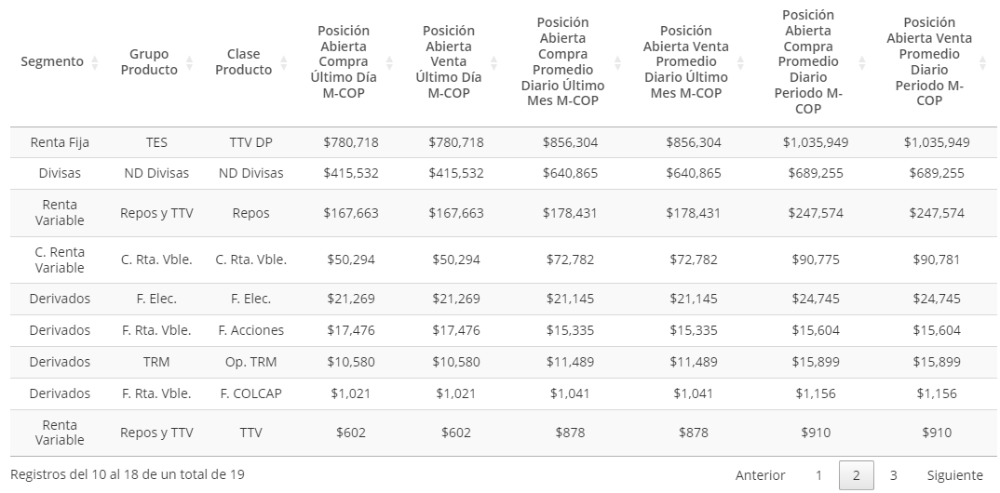 Segmento Grupo Producto Clase Producto Posición Abierta Compra Último Día M-COP Posición Abierta Venta Último Día M-COP Posición Abierta Compra Promedio Diario Último Mes M-COP Posición Abierta Venta Promedio Diario Último Mes M-COP Posición Abierta Compra Promedio Diario Periodo M-COP Posición Abierta Venta Promedio Diario Periodo M-COP
Renta Fija TES TTV DP $780,718 $780,718 $856,304 $856,304 $1,035,949 $1,035,949
Divisas ND Divisas ND Divisas $415,532 $415,532 $640,865 $640,865 $689,255 $689,255
Renta Variable Repos y TTV Repos $167,663 $167,663 $178,431 $178,431 $247,574 $247,574
C. Renta Variable C. Rta. Vble. C. Rta. Vble. $50,294 $50,294 $72,782 $72,782 $90,775 $90,781
Derivados F. Elec. F. Elec. $21,269 $21,269 $21,145 $21,145 $24,745 $24,745
Derivados F. Rta. Vble. F. Acciones $17,476 $17,476 $15,335 $15,335 $15,604 $15,604
Derivados TRM Op. TRM $10,580 $10,580 $11,489 $11,489 $15,899 $15,899
Derivados F. Rta. Vble. F. COLCAP $1,021 $1,021 $1,041 $1,041 $1,156 $1,156
Renta Variable Repos y TTV TTV $602 $602 $878 $878 $910 $910
Registros del 10 al 18 de un total de 19 Anterior 1 2 3 Siguiente